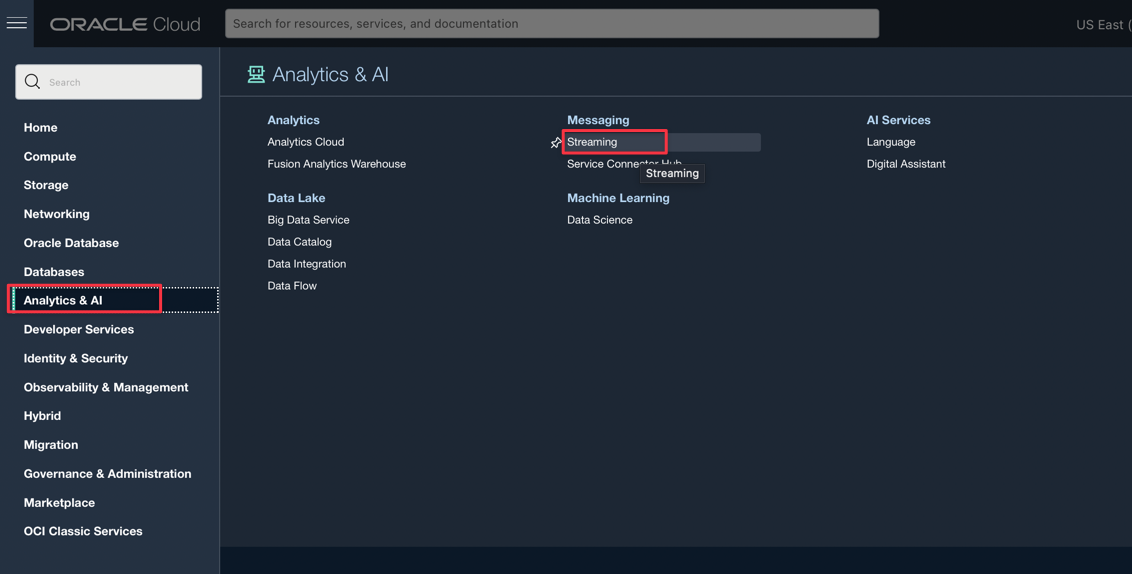 ORACLE Cloud
Search for resources, services, and documentation
US East (
Search
Home
Compute
Storage
Networking
Oracle Database
Databases
Analytics & AI
Developer Services
Identity & Security
Observability & Management
Hybrid
Migration
Governance & Administration
Marketplace
OCI Classic Services
Analytics & AI
Analytics
Analytics Cloud
Fusion Analytics Warehouse
Data Lake
Big Data Service
Data Catalog
Data Integration
Data Flow
Messaging
Streaming
Service Connector Hub
Streaming
Machine Learning
Data Science
AI Services
Language
Digital Assistant